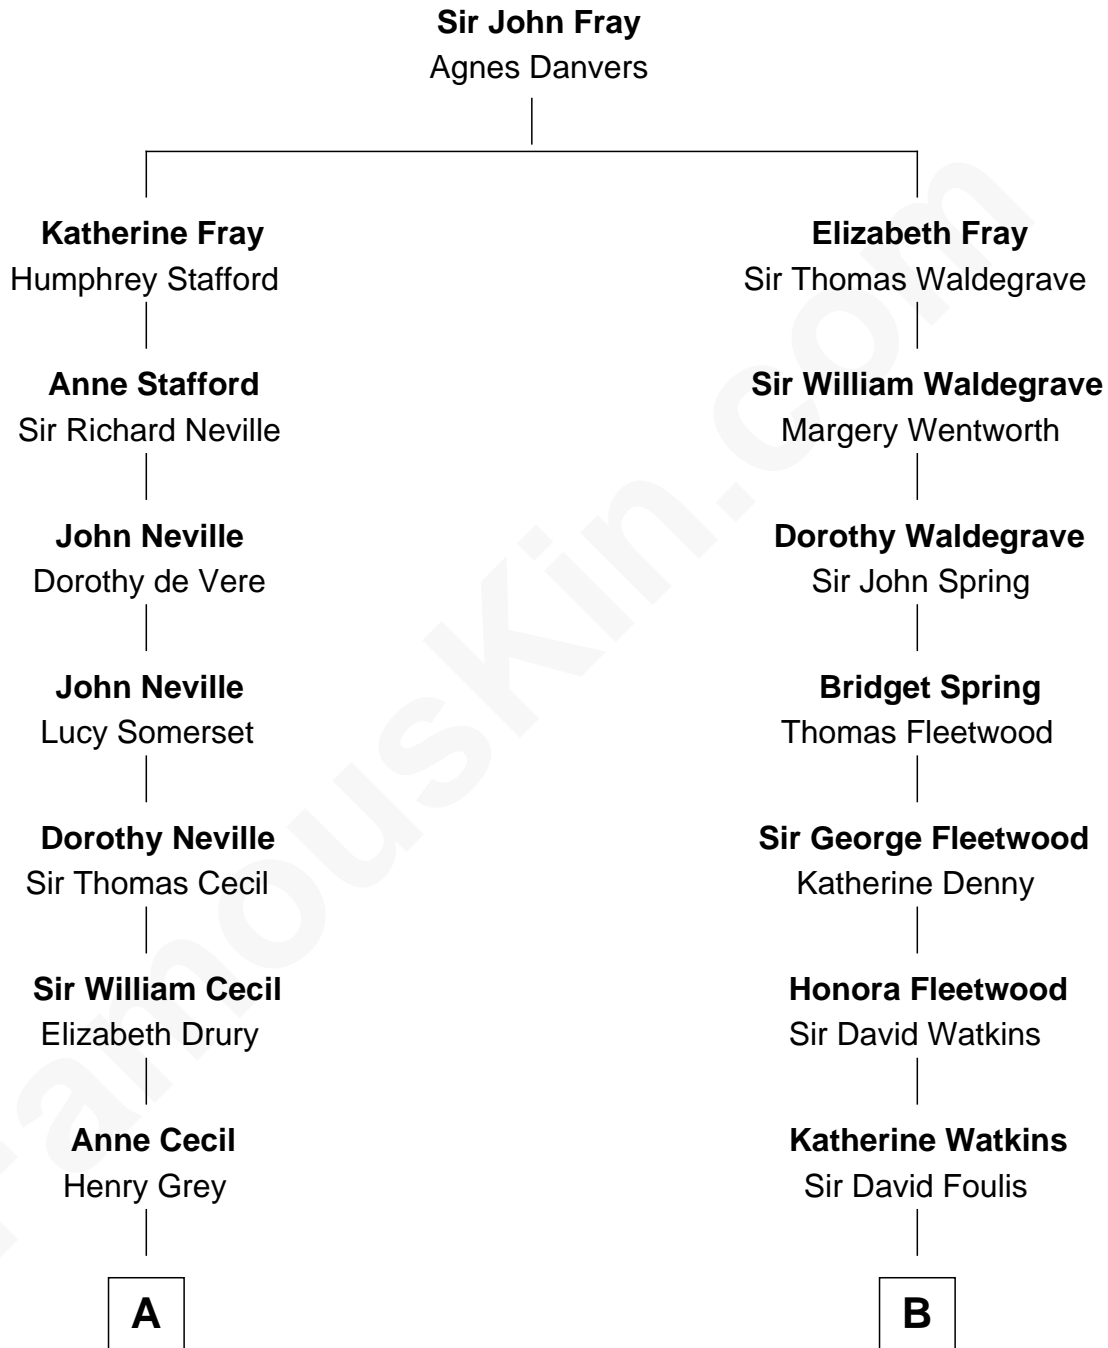 Sir John Fray
Agnes Danvers
Katherine Fray
Humphrey Stafford
Elizabeth Fray
Sir Thomas Waldegrave
Anne Stafford
Sir Richard Neville
Sir William Waldegrave
Margery Wentworth
John Neville
Dorothy de Vere
Dorothy Waldegrave
Sir John Spring
John Neville
Lucy Somerset
Bridget Spring
Thomas Fleetwood
Dorothy Neville
Sir Thomas Cecil
Sir George Fleetwood
Katherine Denny
Sir William Cecil
Elizabeth Drury
Honora Fleetwood
Sir David Watkins
Anne Cecil
Henry Grey
Katherine Watkins
Sir David Foulis
A
B
FamousKin.com